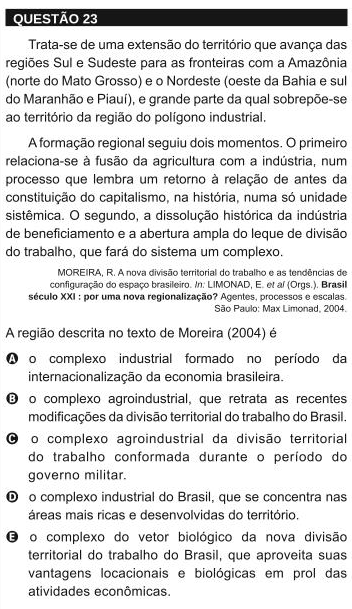 QUESTÃO 23
Trata-se de uma extensão do território que avança das
regiões Sul e Sudeste para as fronteiras com a Amazônia
(norte do Mato Grosso) e o Nordeste (oeste da Bahia e sul
do Maranhão e Piauí), e grande parte da qual sobrepõe-se
ao território da região do polígono industrial.
A formação regional seguiu dois momentos. O primeiro
relaciona-se à fusão da agricultura com a indústria, num
processo que lembra um retorno à relação de antes da
constituição do capitalismo, na história, numa só unidade
sistêmica. O segundo, a dissolução histórica da indústria
de beneficiamento e a abertura ampla do leque de divisão
do trabalho, que fará do sistema um complexo.
MOREIRA, R. A nova divisão territorial do trabalho e as tendências de
configuração do espaço brasileiro. In: LIMONAD, E. et al (Orgs.). Brasil
século XXI : por uma nova regionalização? Agentes, processos e escalas.
São Paulo: Max Limonad, 2004.
A região descrita no texto de Moreira (2004) é
A o complexo industrial formado no período da
internacionalização da economia brasileira.
B o complexo agroindustrial, que retrata as recentes
modificações da divisão territorial do trabalho do Brasil.
C o complexo agroindustrial da divisão territorial
do trabalho conformada durante o período do
governo militar.
D o complexo industrial do Brasil, que se concentra nas
áreas mais ricas e desenvolvidas do território.
E o complexo do vetor biológico da nova divisão
territorial do trabalho do Brasil, que aproveita suas
vantagens locacionais e biológicas em prol das
atividades econômicas.